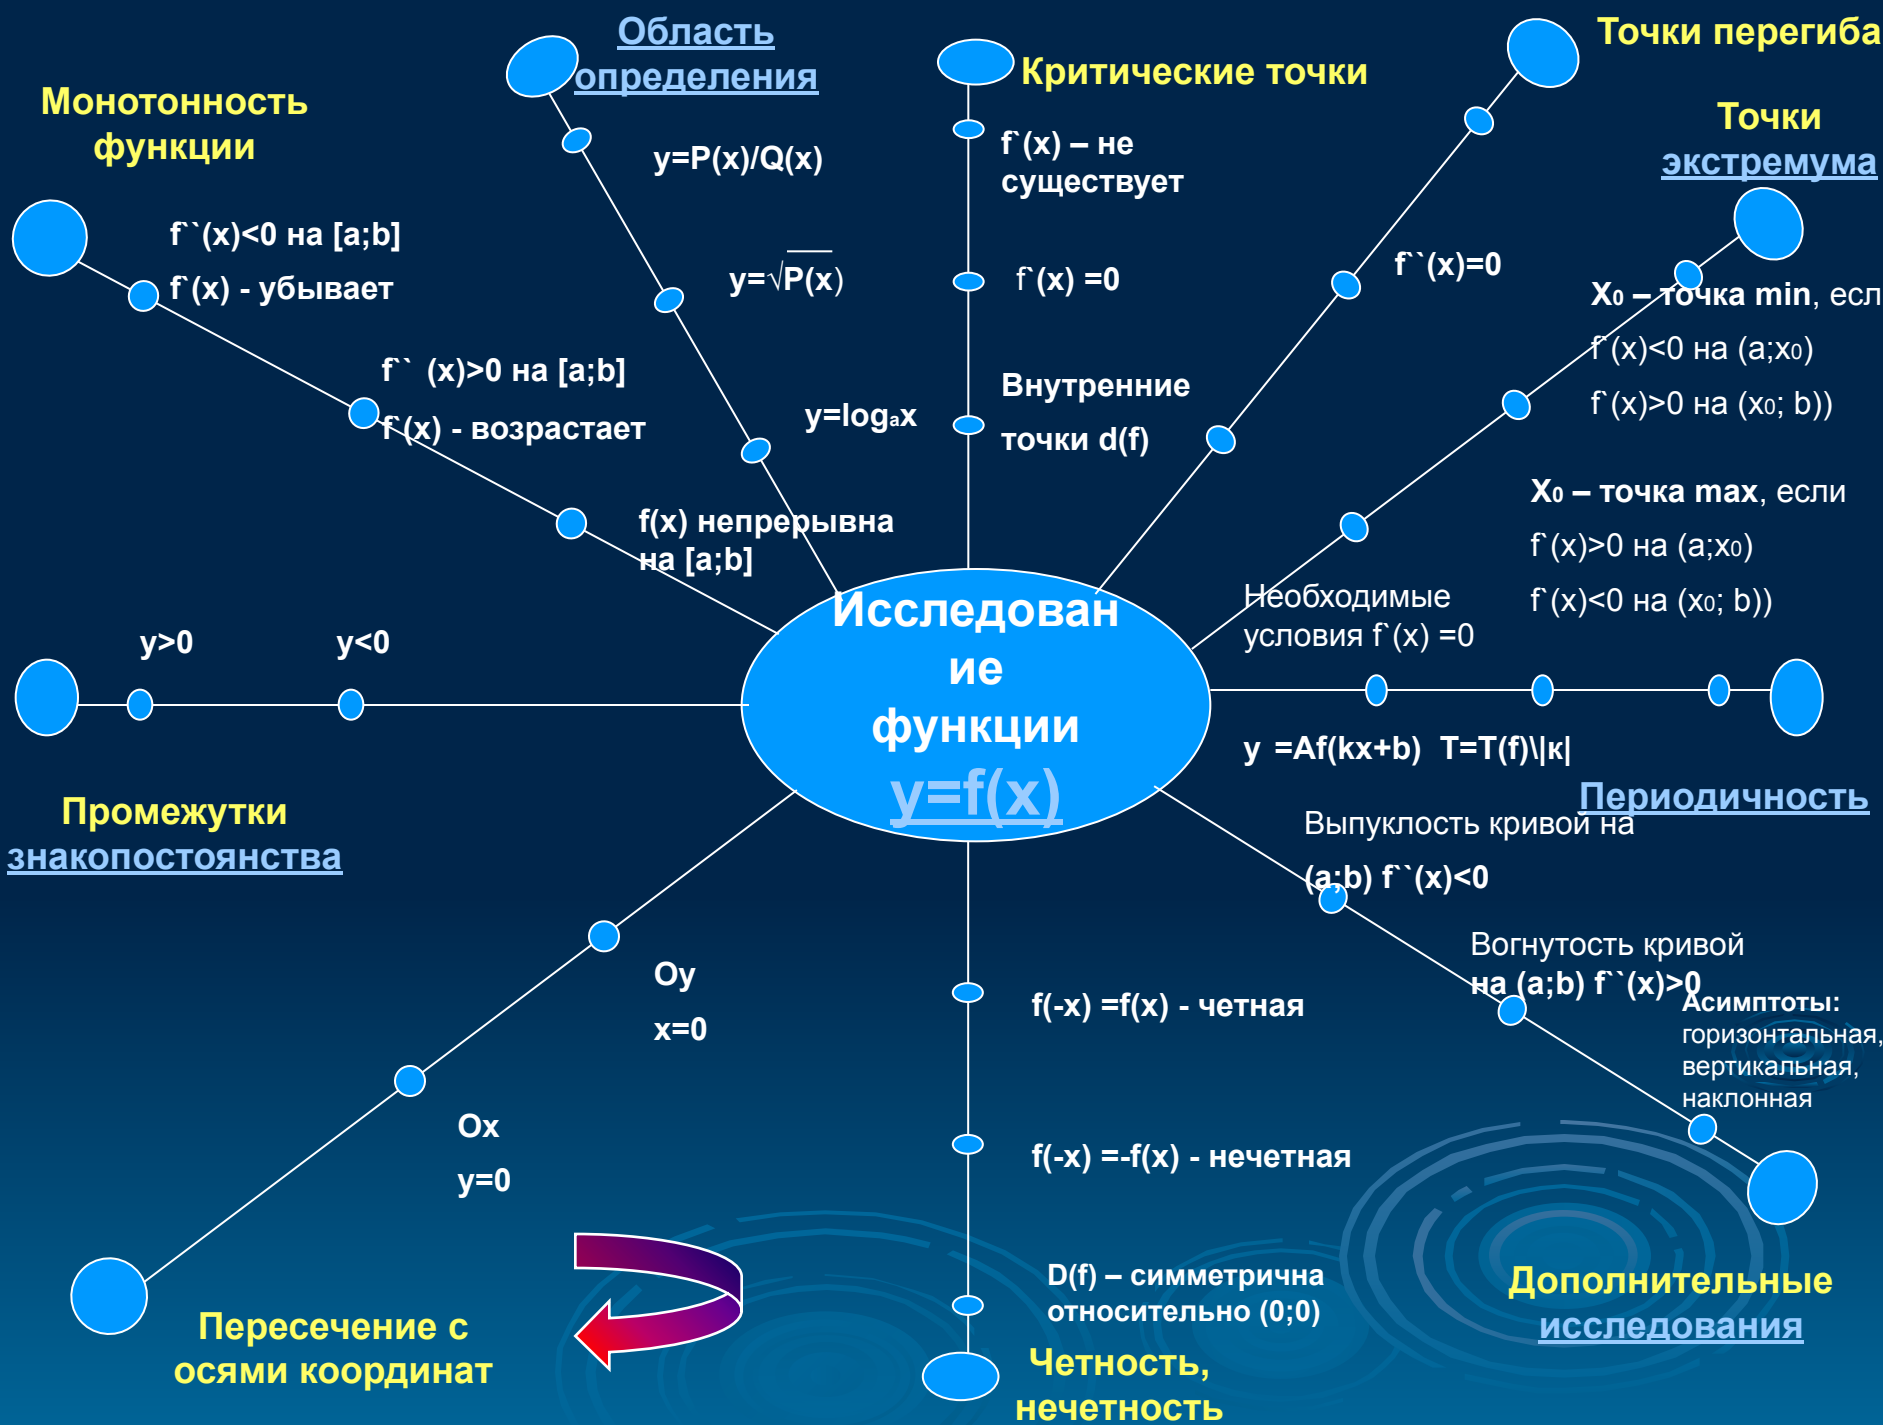 Область
определения
Критические точки
Точки перегиба
Монотонность
функции
Точки
экстремума
y=P(x)/Q(x)
f`(x) – не
существует
f``(x)<0 на [a;b]
f`(x) - убывает
y=√P(x)
f`(x) =0
f``(x)=0
X₀ – точка min, есл
f`(x)<0 на (a;x₀)
f`(x)>0 на (x₀; b))
f`` (x)>0 на [a;b]
f`(x) - возрастает
y=logₐx
Внутренние
точки d(f)
X₀ – точка max, если
f`(x)>0 на (a;x₀)
f`(x)<0 на (x₀; b))
f(x) непрерывна
на [a;b]
Необходимые
условия f`(x) =0
y>0
y<0
Исследован
ие
функции
y=f(x)
y =Af(kx+b) T=T(f)\|к|
Периодичность
Промежутки
знакопостоянства
Выпуклость кривой на
(a;b) f``(x)<0
Вогнутость кривой
на (a;b) f``(x)>0
Асимптоты:
горизонтальная,
вертикальная,
наклонная
Oy
x=0
f(-x) =f(x) - четная
Ox
y=0
f(-x) =-f(x) - нечетная
D(f) – симметрична
относительно (0;0)
Дополнительные
исследования
Пересечение с
осями координат
Четность,
нечетность